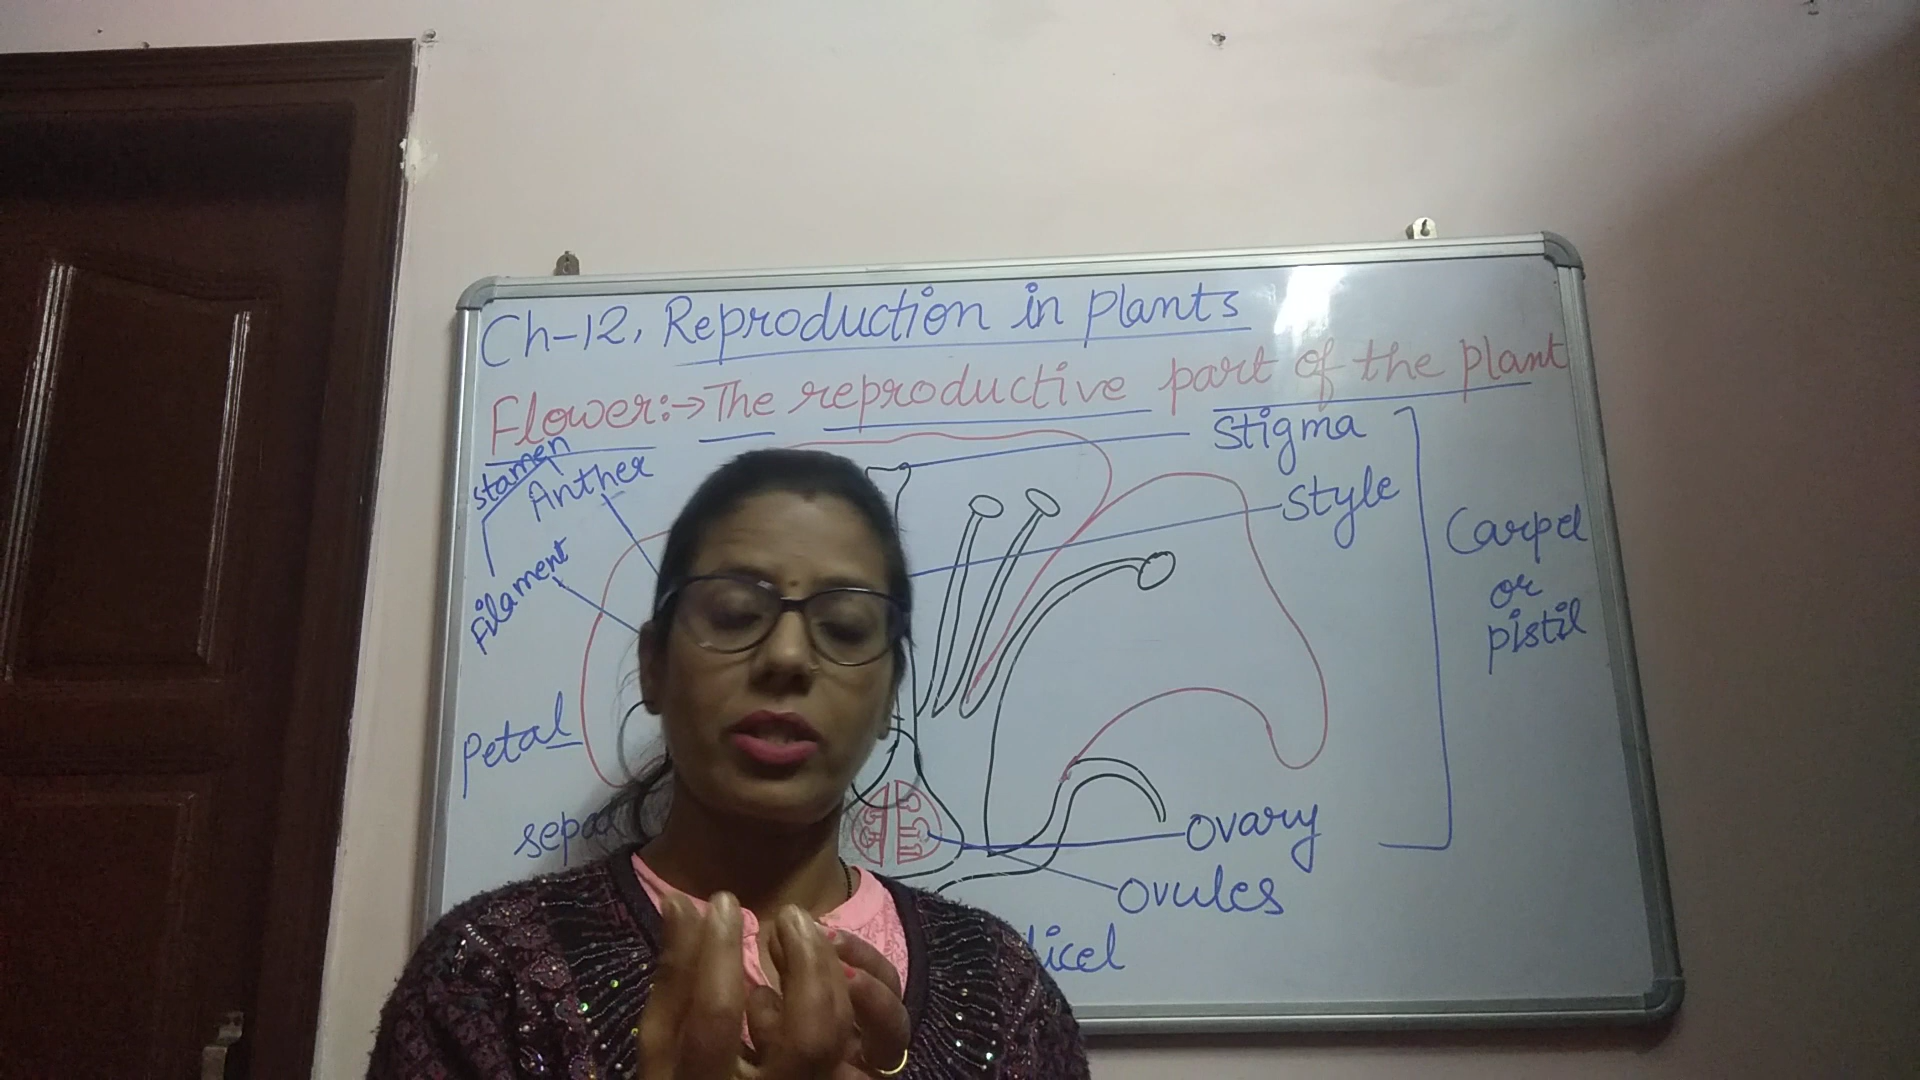 Ch-12, Reproduction in plants
Flower:→ The reproductive part of the plant
Stamen
Anther
Filament
Petal
Stigma
Style
Carpel
or
pistil
Ovary
Ovules